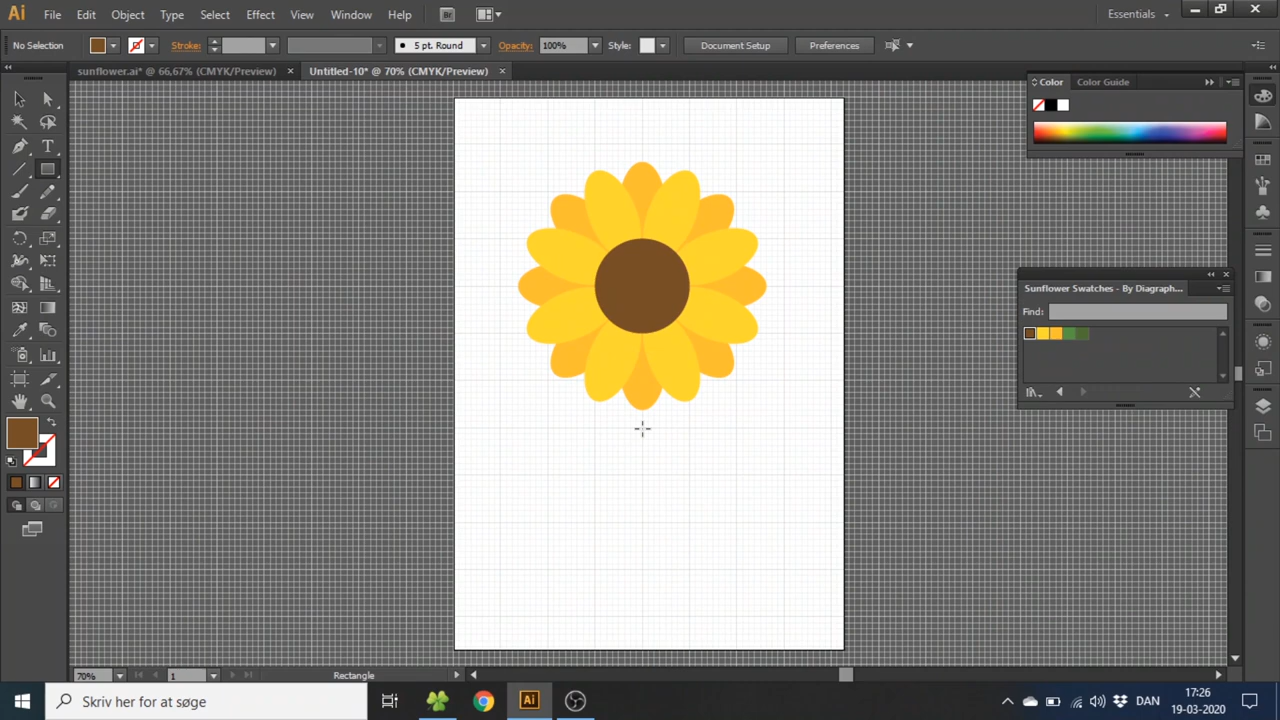 Ai File Edit Object Type Select Effect View Window Help Br Essentials
No Selection Stroke: 5 pt. Round Opacity: 100% Style: Document Setup Preferences
sunflower.ai* @ 66,67% (CMYK/Preview) × Untitled-10* @ 70% (CMYK/Preview) ×
Color Color Guide
Sunflower Swatches - By Diagraph...
Find:
70% 1 Rectangle
Skriv her for at søge
Ai
DAN
17:26
19-03-2020